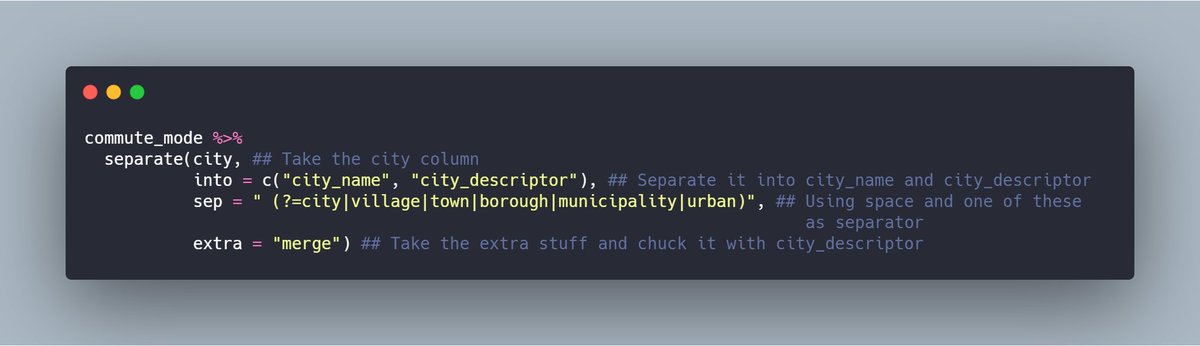 commute_mode %>%
separate(city, ## Take the city column
into = c("city_name", "city_descriptor"), ## Separate it into city_name and city_descriptor
sep = " (?=city|village|town|borough|municipality|urban)", ## Using space and one of these
as separator
extra = "merge") ## Take the extra stuff and chuck it with city_descriptor